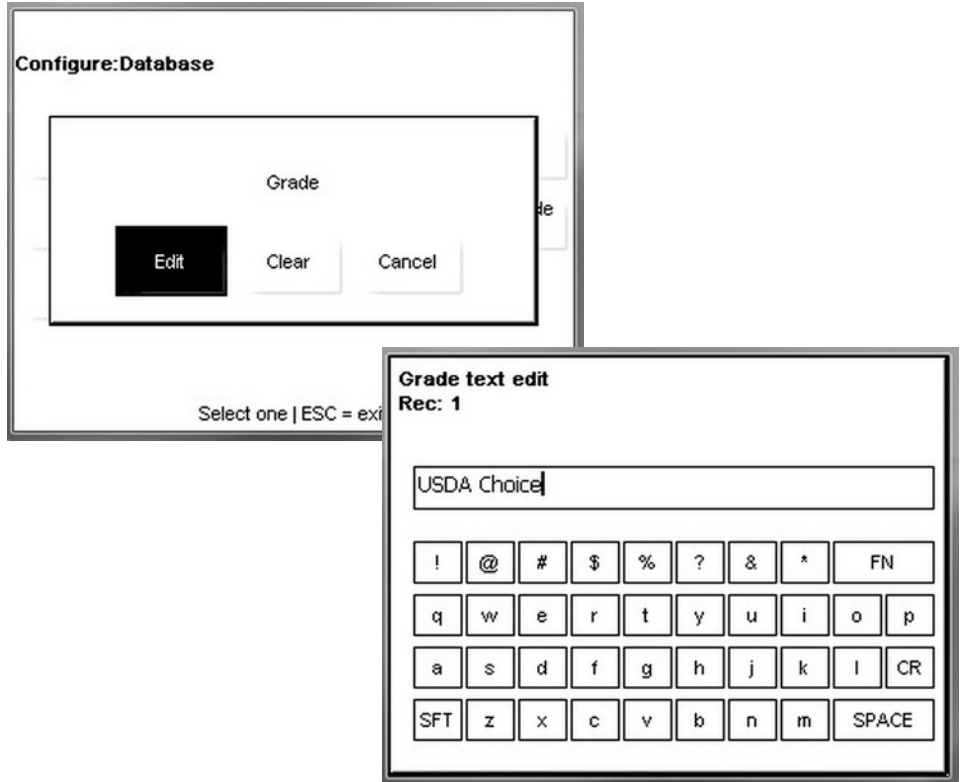 Configure:Database
Grade
Edit Clear Cancel
Select one | ESC =
Grade text edit
Rec: 1
USDA Choice
! @ # $ % ? & * FN
q w e r t y u i o p
a s d f g h j k l CR
SFT z x c v b n m SPACE